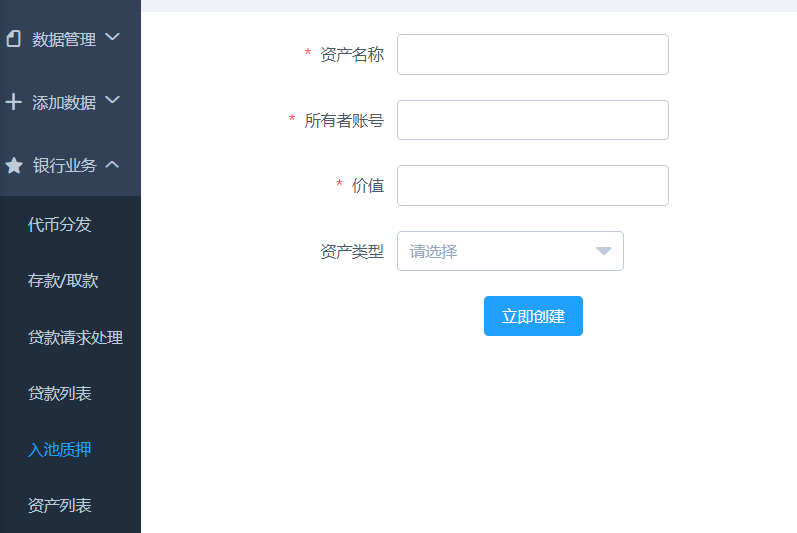 数据管理
添加数据
银行业务
代币分发
存款/取款
贷款请求处理
贷款列表
入池质押
资产列表
* 资产名称
* 所有者账号
* 价值
资产类型 请选择
立即创建